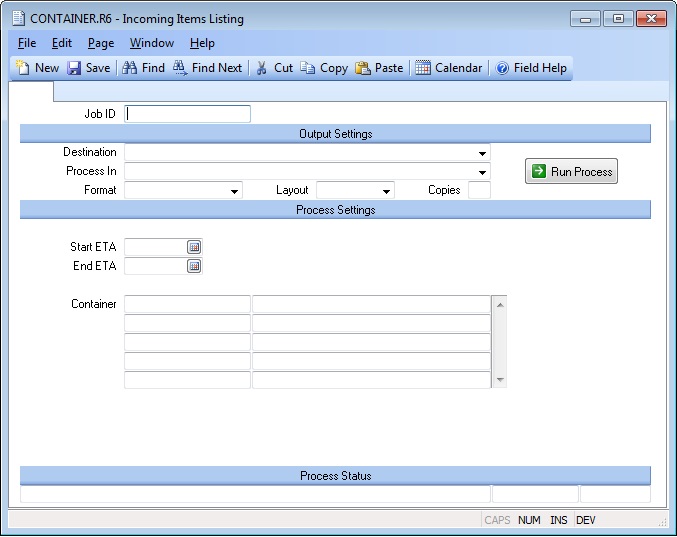 CONTAINER.R6 - Incoming Items Listing
File Edit Page Window Help
New Save Find Find Next Cut Copy Paste Calendar Field Help
Job ID
Output Settings
Destination
Process In
Run Process
Format Layout Copies
Process Settings
Start ETA
End ETA
Container
Process Status
CAPS NUM INS DEV